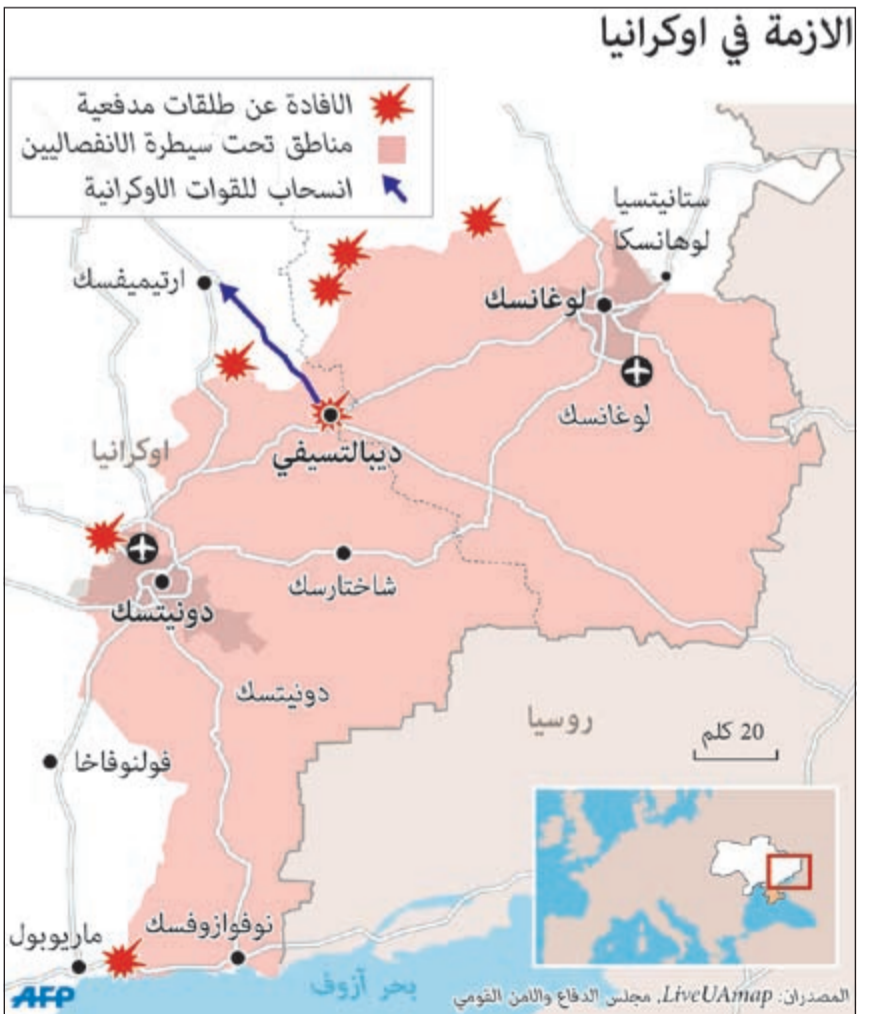 الازمة في اوكرانيا
الافادة عن طلقات مدفعية
مناطق تحت سيطرة الانفصاليين
انسحاب للقوات الاوكرانية
ستانيتسيا
لوهانسكا
ارتيميفسك
لوغانسك
لوغانسك
اوكرانيا
ديبالتسيفي
شاختارسك
دونيتسك
دونيتسك
روسيا
20 كلم
فولنوفاخا
نوفوازوفسك
ماريوبول
بحر آزوف
المصدران: LiveUAmap، مجلس الدفاع والامن القومي
AFP